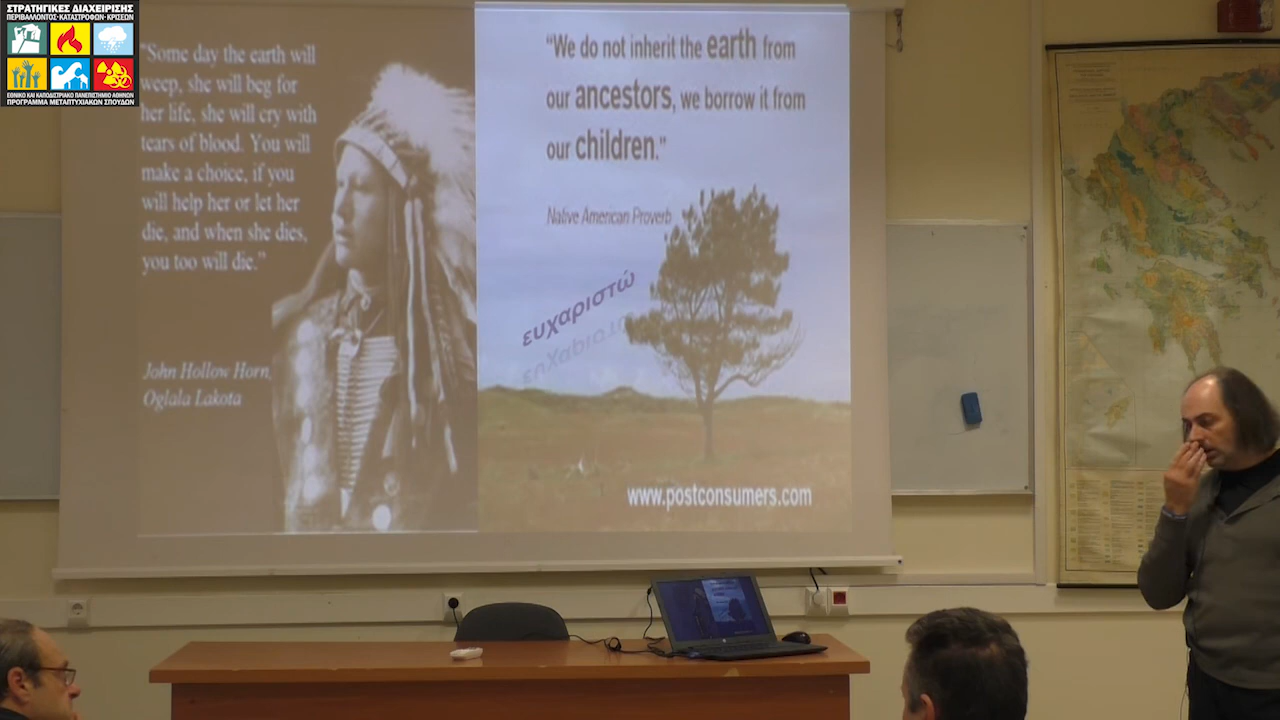 ΣΤΡΑΤΗΓΙΚΕΣ ΔΙΑΧΕΙΡΙΣΗΣ
ΠΕΡΙΒΑΛΛΟΝΤΟΣ·ΚΑΤΑΣΤΡΟΦΩΝ·ΚΡΙΣΕΩΝ
ΕΘΝΙΚΟ ΚΑΙ ΚΑΠΟΔΙΣΤΡΙΑΚΟ ΠΑΝΕΠΙΣΤΗΜΙΟ ΑΘΗΝΩΝ
ΠΡΟΓΡΑΜΜΑ ΜΕΤΑΠΤΥΧΙΑΚΩΝ ΣΠΟΥΔΩΝ
"Some day the earth will
weep, she will beg for
her life, she will cry with
tears of blood. You will
make a choice, if you
will help her or let her
die, and when she dies,
you too will die."
John Hollow Horn,
Oglala Lakota
“We do not inherit the earth from
our ancestors, we borrow it from
our children.”
Native American Proverb
ευχαριστώ
www.postconsumers.com